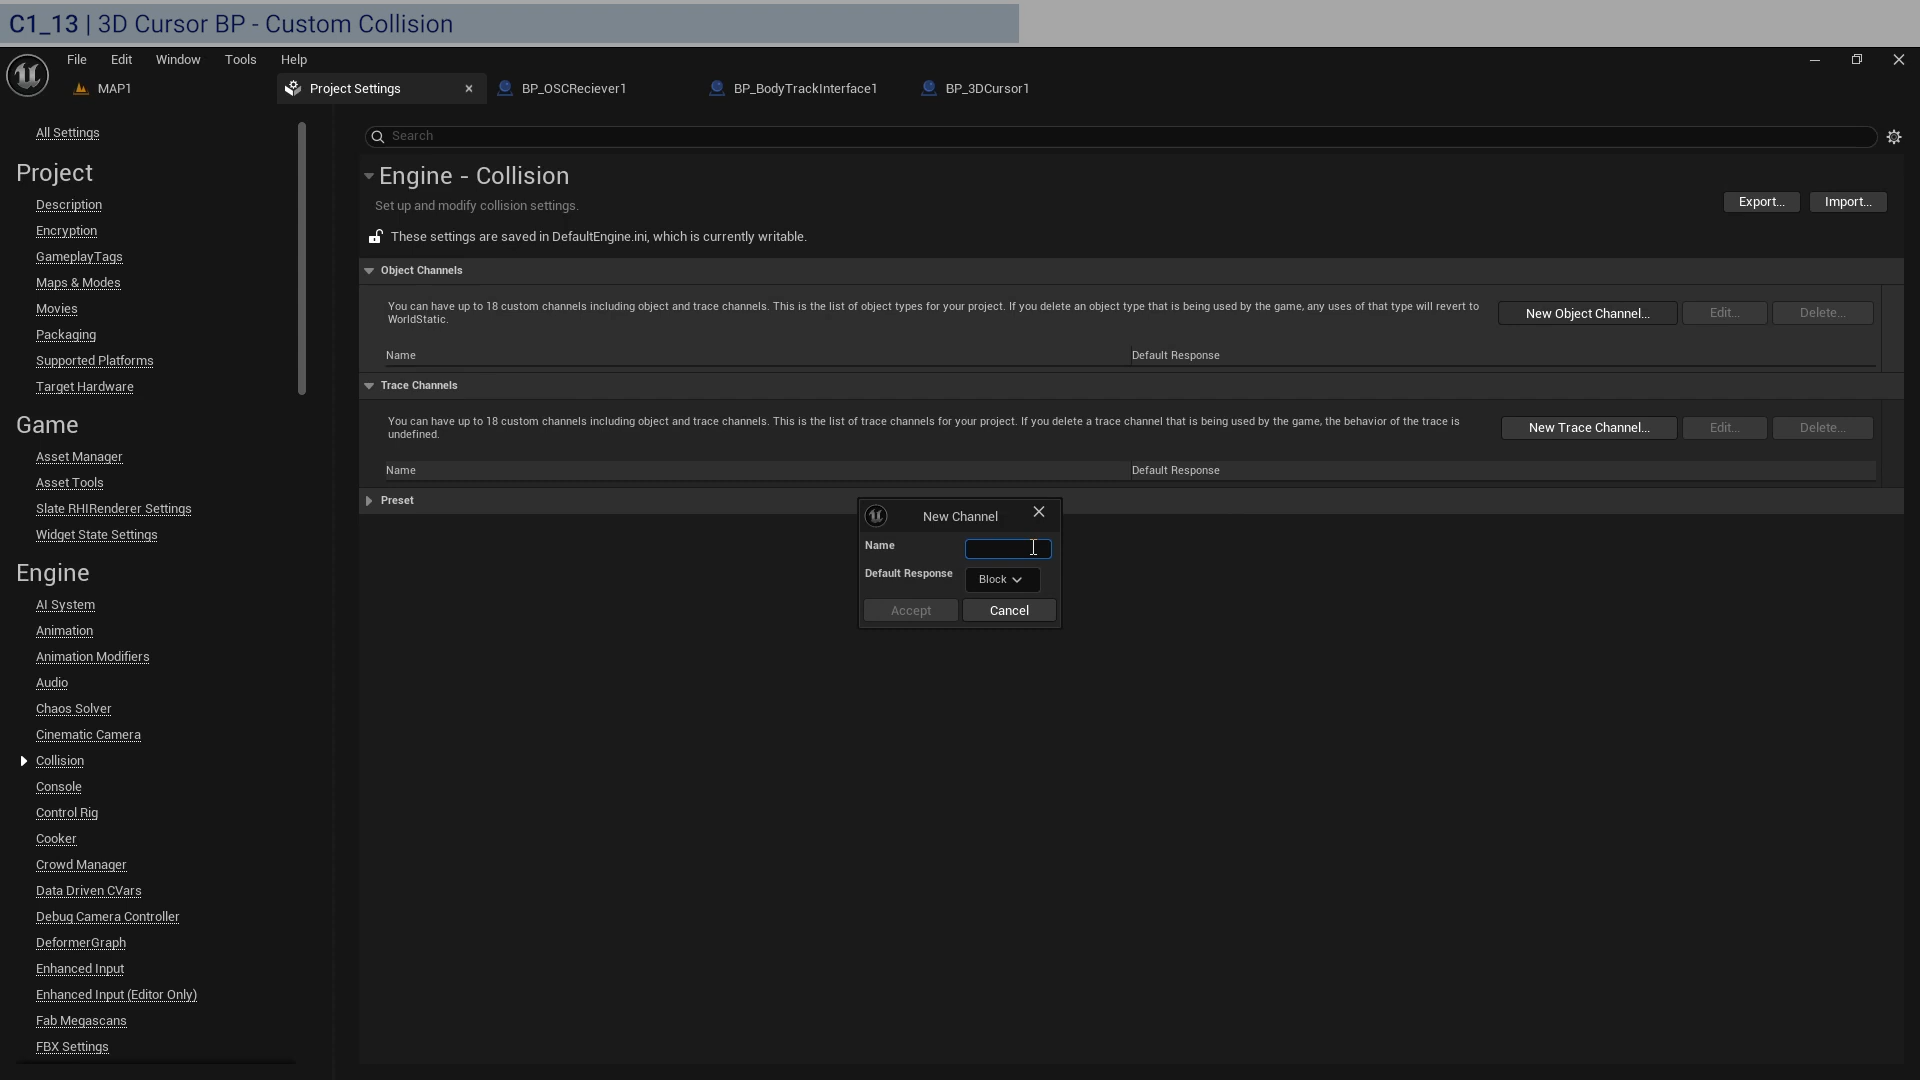 C1_13 | 3D Cursor BP - Custom Collision
File Edit Window Tools Help
MAP1 Project Settings BP_OSCReciever1 BP_BodyTrackInterface1 BP_3DCursor1
All Settings
Project
Description
Encryption
GameplayTags
Maps & Modes
Movies
Packaging
Supported Platforms
Target Hardware
Game
Asset Manager
Asset Tools
Slate RHIRenderer Settings
Widget State Settings
Engine
AI System
Animation
Animation Modifiers
Audio
Chaos Solver
Cinematic Camera
Collision
Console
Control Rig
Cooker
Crowd Manager
Data Driven CVars
Debug Camera Controller
DeformerGraph
Enhanced Input
Enhanced Input (Editor Only)
Fab Megascans
FBX Settings
Search
Engine - Collision
Set up and modify collision settings.
Export... Import...
These settings are saved in DefaultEngine.ini, which is currently writable.
Object Channels
You can have up to 18 custom channels including object and trace channels. This is the list of object types for your project. If you delete an object type that is being used by the game, any uses of that type will revert to
WorldStatic.
New Object Channel... Edit... Delete...
Name Default Response
Trace Channels
You can have up to 18 custom channels including object and trace channels. This is the list of trace channels for your project. If you delete a trace channel that is being used by the game, the behavior of the trace is
undefined.
New Trace Channel... Edit... Delete...
Name Default Response
Preset
New Channel
Name
Default Response Block
Accept Cancel